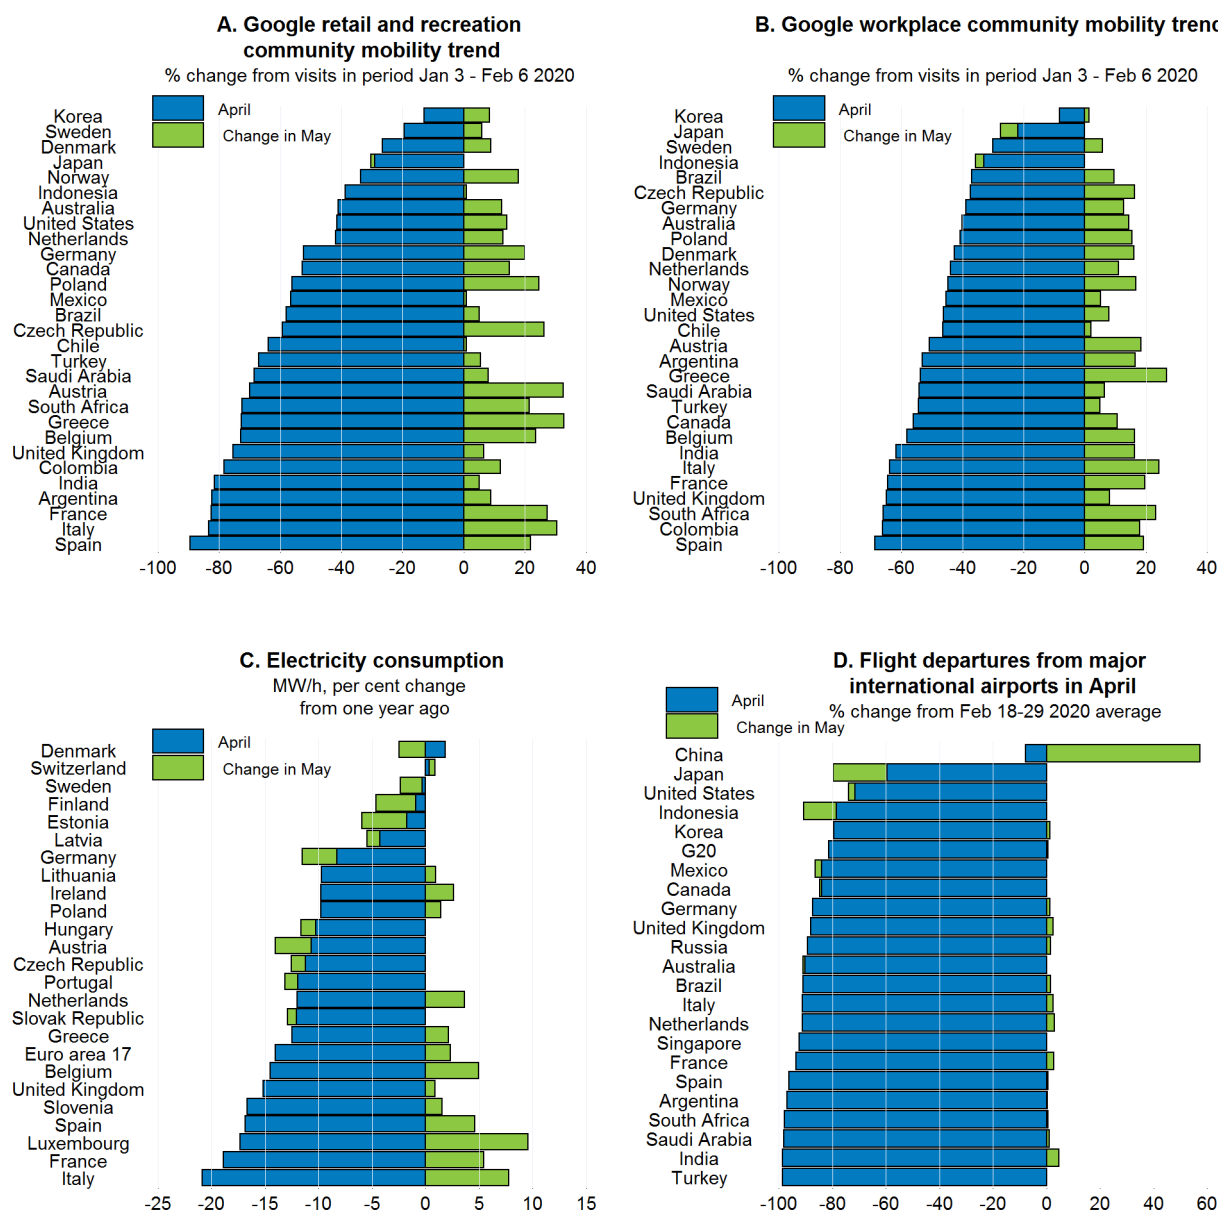 A. Google retail and recreation
community mobility trend
% change from visits in period Jan 3 - Feb 6 2020
April
Change in May
Korea
Sweden
Denmark
Japan
Norway
Indonesia
Australia
United States
Netherlands
Germany
Canada
Poland
Mexico
Brazil
Czech Republic
Chile
Turkey
Saudi Arabia
Austria
South Africa
Greece
Belgium
United Kingdom
Colombia
India
Argentina
France
Italy
Spain
-100 -80 -60 -40 -20 0 20 40
B. Google workplace community mobility trend
% change from visits in period Jan 3 - Feb 6 2020
April
Change in May
Korea
Japan
Sweden
Indonesia
Brazil
Czech Republic
Germany
Australia
Poland
Denmark
Netherlands
Norway
Mexico
United States
Chile
Austria
Argentina
Greece
Saudi Arabia
Turkey
Canada
Belgium
India
Italy
France
United Kingdom
South Africa
Colombia
Spain
-100 -80 -60 -40 -20 0 20 40
C. Electricity consumption
MW/h, per cent change
from one year ago
April
Change in May
Denmark
Switzerland
Sweden
Finland
Estonia
Latvia
Germany
Lithuania
Ireland
Poland
Hungary
Austria
Czech Republic
Portugal
Netherlands
Slovak Republic
Greece
Euro area 17
Belgium
United Kingdom
Slovenia
Spain
Luxembourg
France
Italy
-25 -20 -15 -10 -5 0 5 10 15
D. Flight departures from major
international airports in April
% change from Feb 18-29 2020 average
April
Change in May
China
Japan
United States
Indonesia
Korea
G20
Mexico
Canada
Germany
United Kingdom
Russia
Australia
Brazil
Italy
Netherlands
Singapore
France
Spain
Argentina
South Africa
Saudi Arabia
India
Turkey
-100 -80 -60 -40 -20 0 20 40 60